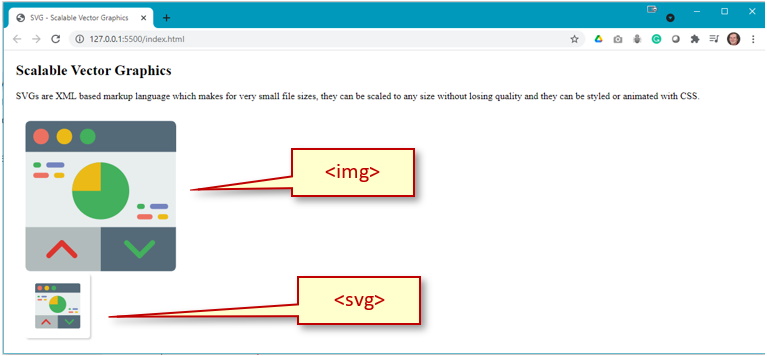 SVG - Scalable Vector Graphics
127.0.0.1:5500/index.html
Scalable Vector Graphics
SVGs are XML based markup language which makes for very small file sizes, they can be scaled to any size without losing quality and they can be styled or animated with CSS.
<img>
<svg>